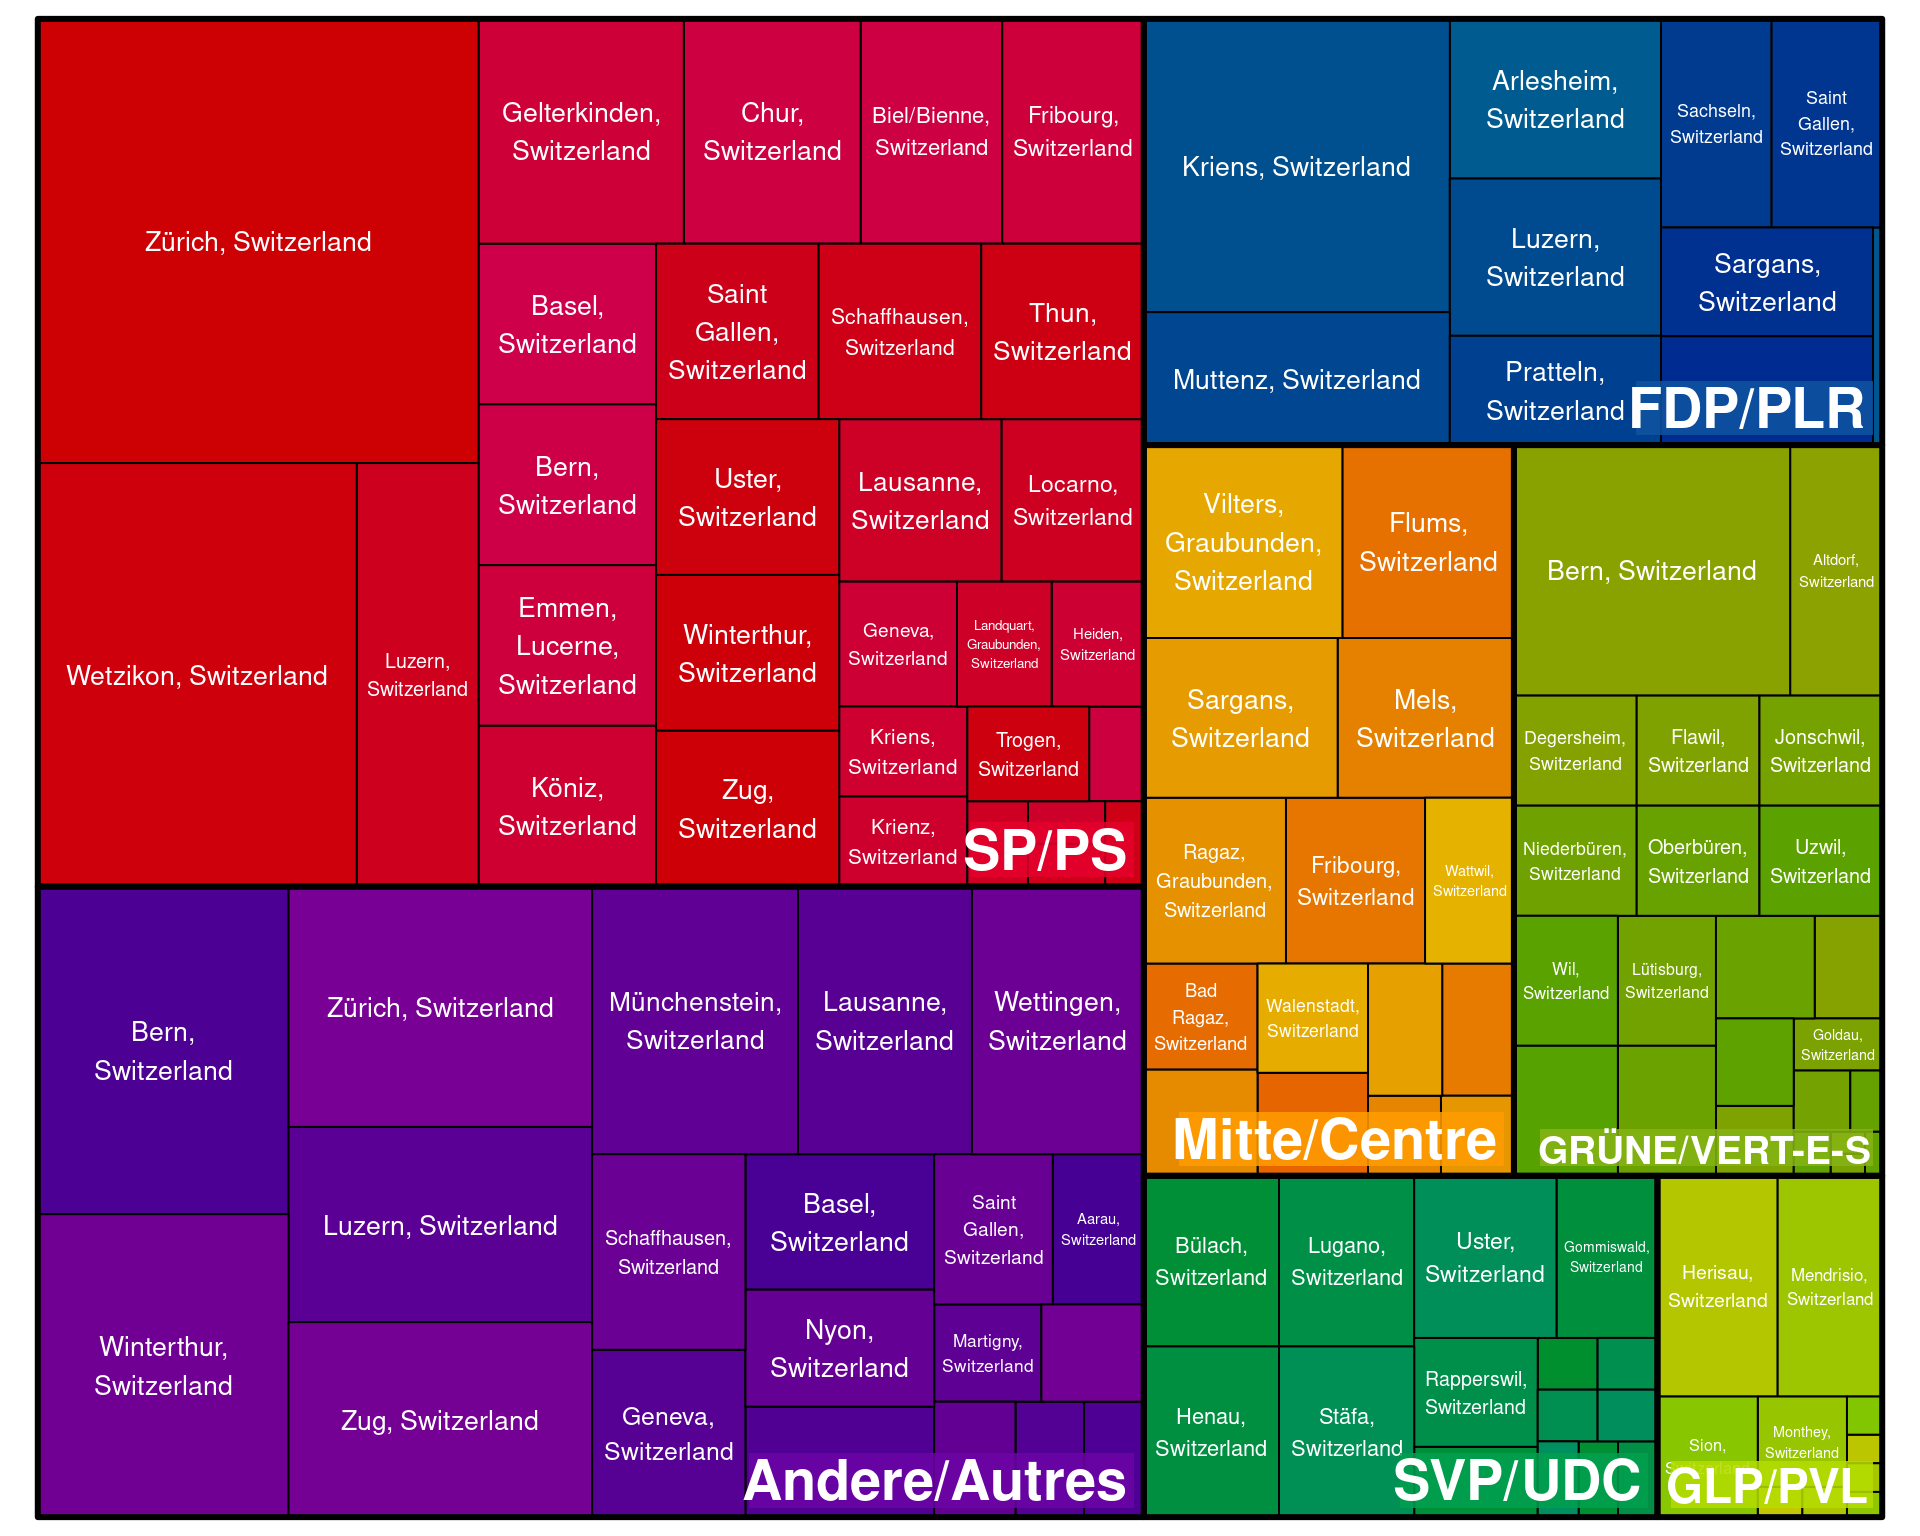 Zürich, Switzerland
Gelterkinden,
Switzerland
Chur,
Switzerland
Biel/Bienne,
Switzerland
Fribourg,
Switzerland
Basel,
Switzerland
Saint
Gallen,
Switzerland
Schaffhausen,
Switzerland
Thun,
Switzerland
Bern,
Switzerland
Uster,
Switzerland
Lausanne,
Switzerland
Locarno,
Switzerland
Wetzikon, Switzerland
Luzern,
Switzerland
Emmen,
Lucerne,
Switzerland
Winterthur,
Switzerland
Geneva,
Switzerland
Landquart,
Graubunden,
Switzerland
Heiden,
Switzerland
Köniz,
Switzerland
Zug,
Switzerland
Kriens,
Switzerland
Trogen,
Switzerland
Krienz,
Switzerland
SP/PS
Kriens, Switzerland
Arlesheim,
Switzerland
Sachseln,
Switzerland
Saint
Gallen,
Switzerland
Luzern,
Switzerland
Sargans,
Switzerland
Muttenz, Switzerland
Pratteln,
Switzerland
FDP/PLR
Vilters,
Graubunden,
Switzerland
Flums,
Switzerland
Sargans,
Switzerland
Mels,
Switzerland
Ragaz,
Graubunden,
Switzerland
Fribourg,
Switzerland
Wattwil,
Switzerland
Bad
Ragaz,
Switzerland
Walenstadt,
Switzerland
Mitte/Centre
Bern, Switzerland
Altdorf,
Switzerland
Degersheim,
Switzerland
Flawil,
Switzerland
Jonschwil,
Switzerland
Niederbüren,
Switzerland
Oberbüren,
Switzerland
Uzwil,
Switzerland
Wil,
Switzerland
Lütisburg,
Switzerland
Goldau,
Switzerland
GRÜNE/VERT-E-S
Bern,
Switzerland
Zürich, Switzerland
Münchenstein,
Switzerland
Lausanne,
Switzerland
Wettingen,
Switzerland
Luzern, Switzerland
Schaffhausen,
Switzerland
Basel,
Switzerland
Saint
Gallen,
Switzerland
Aarau,
Switzerland
Winterthur,
Switzerland
Zug, Switzerland
Nyon,
Switzerland
Martigny,
Switzerland
Geneva,
Switzerland
Andere/Autres
Bülach,
Switzerland
Lugano,
Switzerland
Uster,
Switzerland
Gommiswald,
Switzerland
Henau,
Switzerland
Stäfa,
Switzerland
Rapperswil,
Switzerland
SVP/UDC
Herisau,
Switzerland
Mendrisio,
Switzerland
Sion,
Monthey,
Switzerland
GLP/PVL